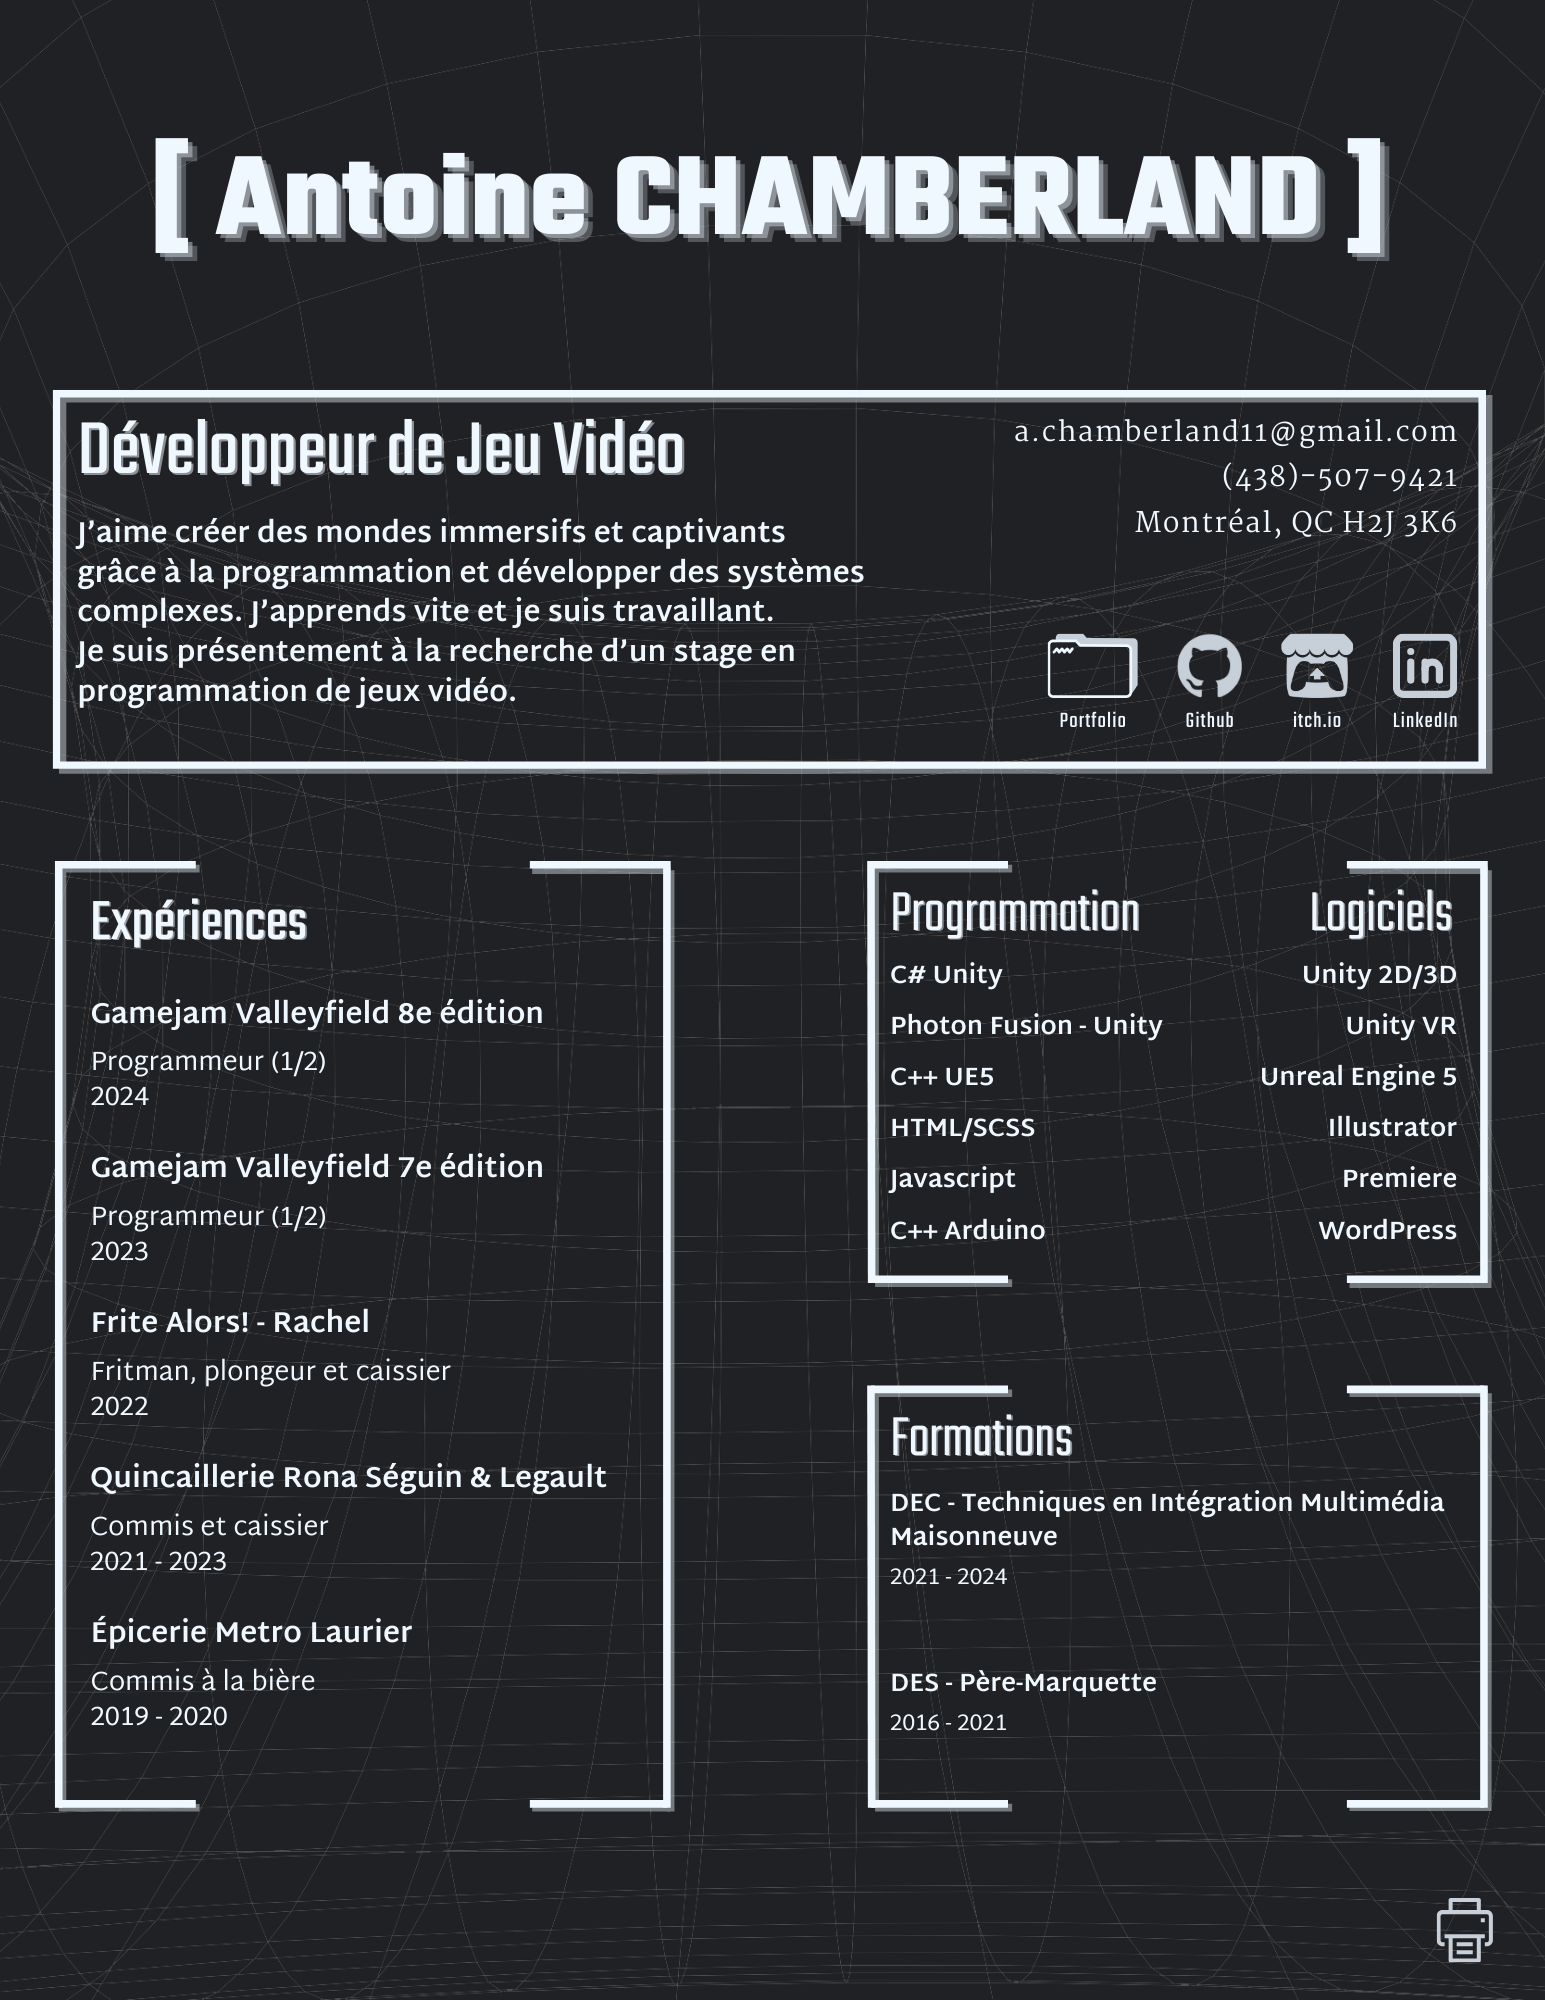 [ Antoine CHAMBERLAND ]
Développeur de Jeu Vidéo
J’aime créer des mondes immersifs et captivants
grâce à la programmation et développer des systèmes
complexes. J’apprends vite et je suis travaillant.
Je suis présentement à la recherche d’un stage en
programmation de jeux vidéo.
a.chamberland11@gmail.com
(438)-507-9421
Montréal, QC H2J 3K6
Portfolio
Github
itch.io
LinkedIn
Expériences
Gamejam Valleyfield 8e édition
Programmeur (1/2)
2024
Gamejam Valleyfield 7e édition
Programmeur (1/2)
2023
Frite Alors! - Rachel
Fritman, plongeur et caissier
2022
Quincaillerie Rona Séguin & Legault
Commis et caissier
2021 - 2023
Épicerie Metro Laurier
Commis à la bière
2019 - 2020
Programmation
C# Unity
Photon Fusion - Unity
C++ UE5
HTML/SCSS
Javascript
C++ Arduino
Logiciels
Unity 2D/3D
Unity VR
Unreal Engine 5
Illustrator
Premiere
WordPress
Formations
DEC - Techniques en Intégration Multimédia
Maisonneuve
2021 - 2024
DES - Père-Marquette
2016 - 2021